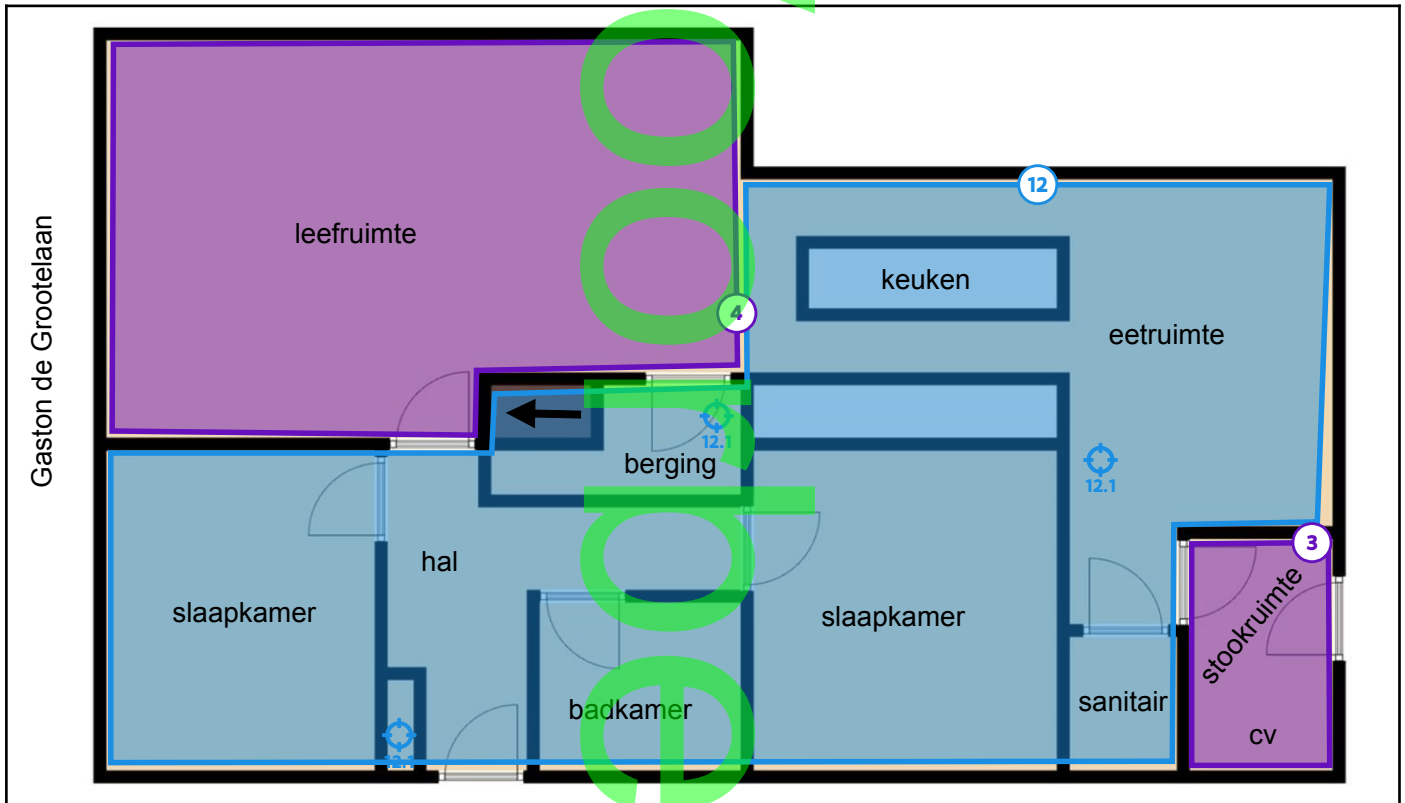 Gaston de Grootelaan
leefruimte
12
keuken
4
eetruimte
12.1
berging
12.1
3
hal
slaapkamer
slaapkamer
stookruimte
badkamer
sanitair
cv
12.1
oorbe